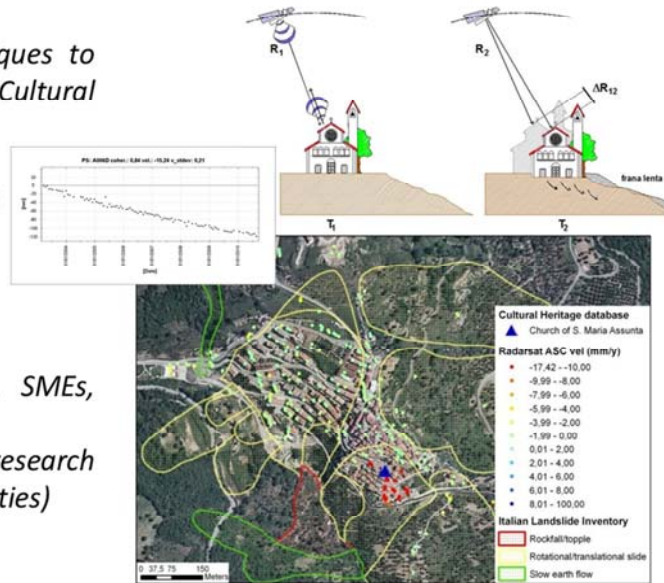 ques to
Cultural
SMEs,
research
ties)
R1
R2
ΔR12
frana lenta
T1
T2
[mm]
[Date]
Cultural Heritage database
Church of S. Maria Assunta
Radarsat ASC vel (mm/y)
-17,42 - -10,00
-9,99 - -8,00
-7,99 - -6,00
-5,99 - -4,00
-3,99 - -2,00
-1,99 - 0,00
0,01 - 2,00
2,01 - 4,00
4,01 - 6,00
6,01 - 8,00
8,01 - 100,00
Italian Landslide Inventory
Rockfall/topple
Rotational/translational slide
Slow earth flow
0 37,5 75 150
Meters